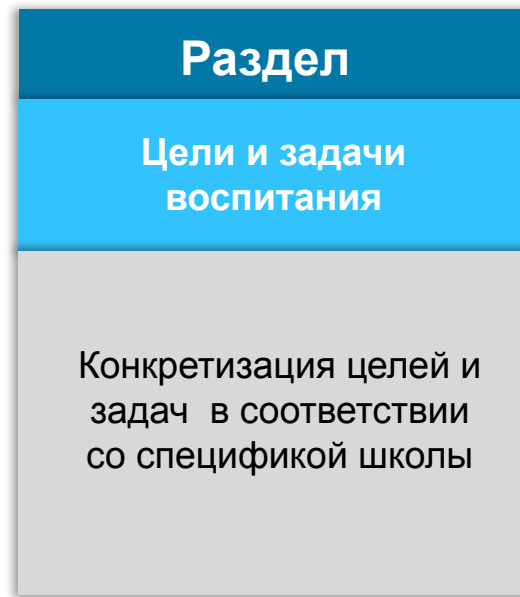 Раздел
Цели и задачи
воспитания
Конкретизация целей и
задач  в соответствии
со спецификой школы